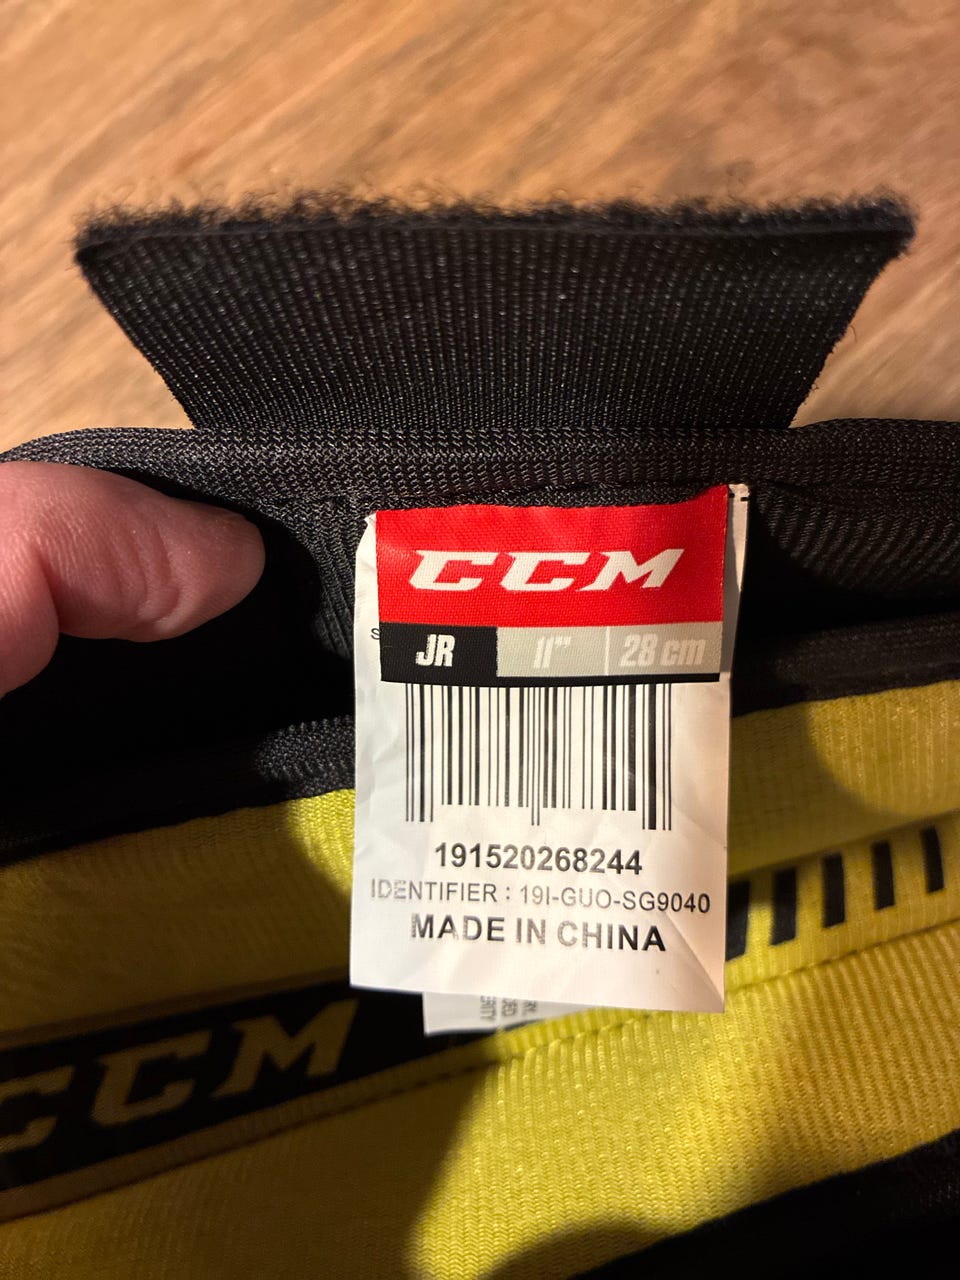 CCM
JR 11" 28 cm
191520268244
IDENTIFIER : 19I-GUO-SG9040
MADE IN CHINA
CCM